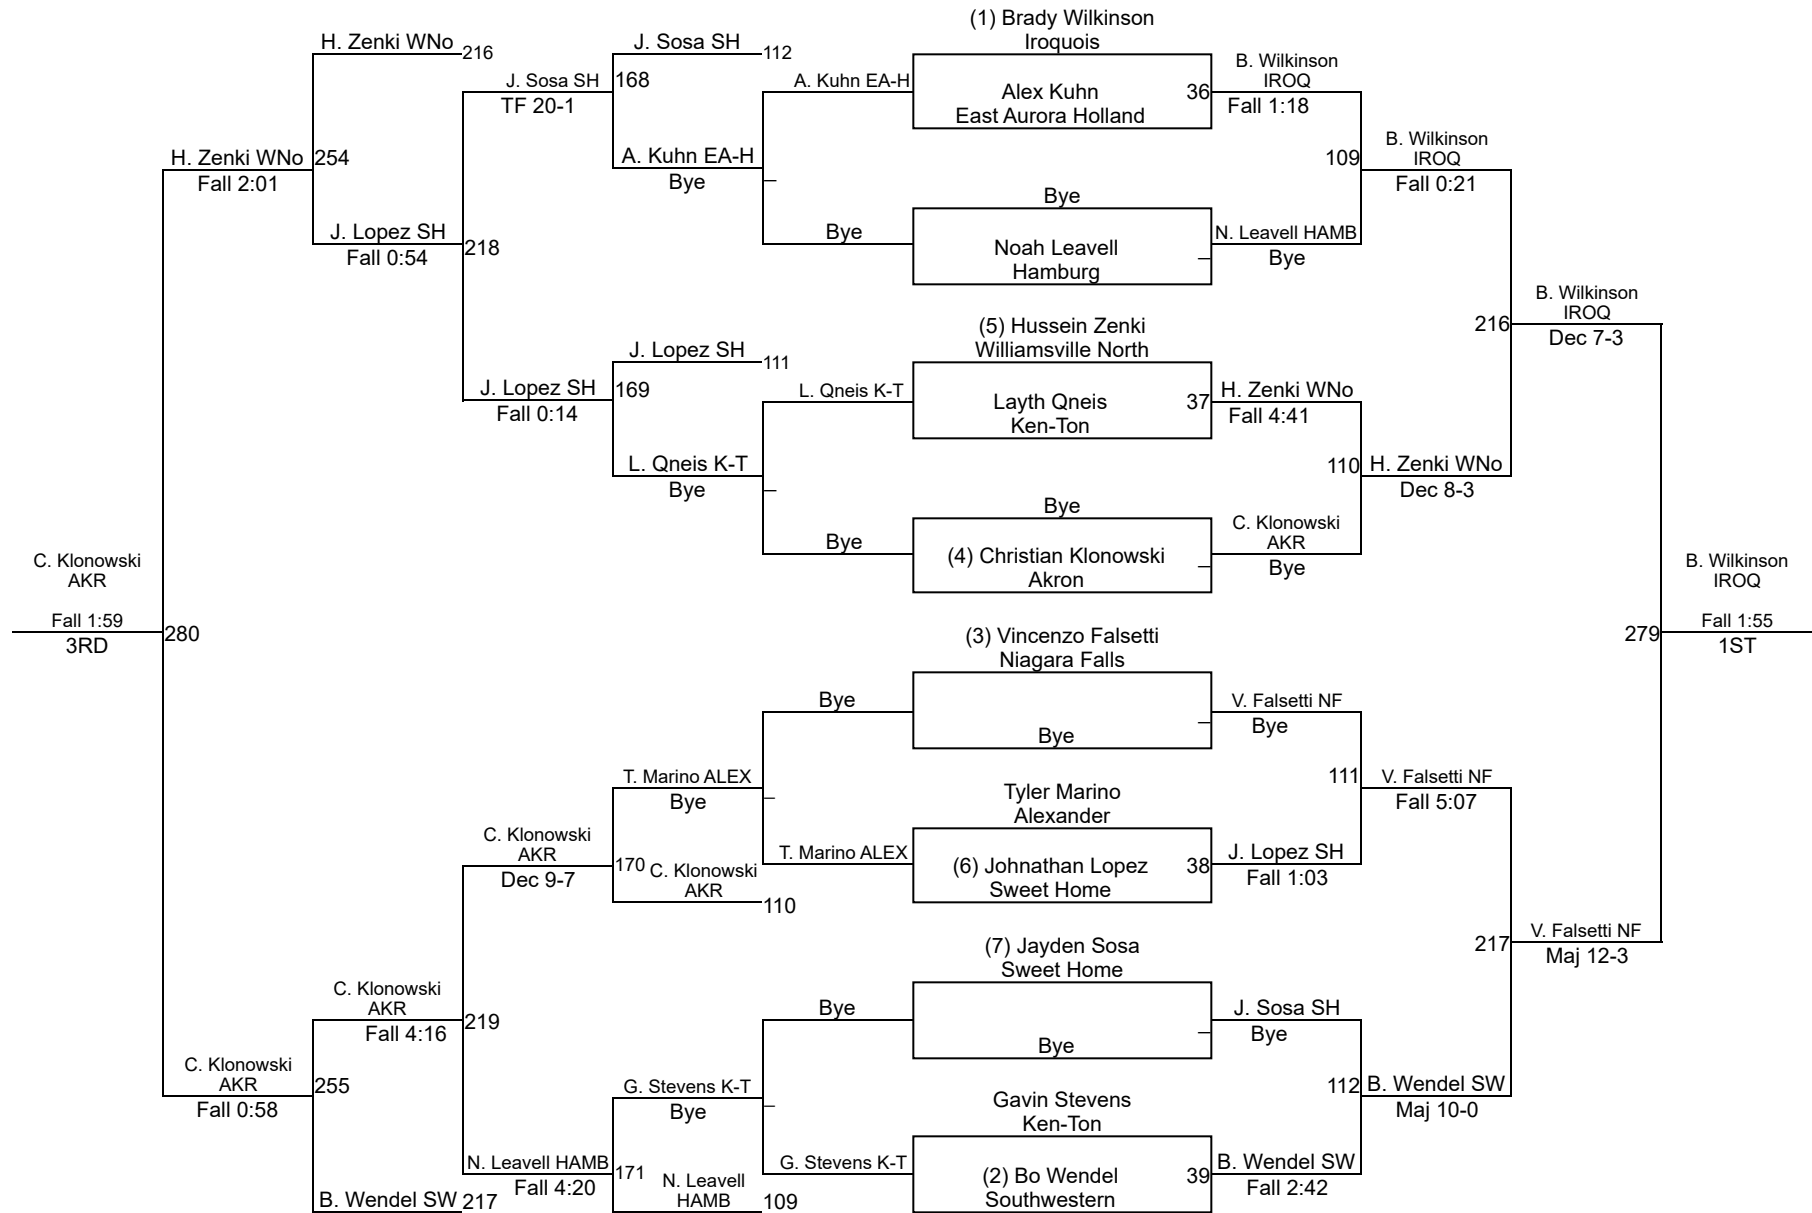 (1) Brady Wilkinson
Iroquois
H. Zenki WNo
216
J. Sosa SH
112
J. Sosa SH
168
TF 20-1
A. Kuhn EA-H
Alex Kuhn
36
East Aurora Holland
B. Wilkinson
IROQ
Fall 1:18
H. Zenki WNo
254
Fall 2:01
A. Kuhn EA-H
Bye
109
B. Wilkinson
IROQ
Fall 0:21
Bye
J. Lopez SH
218
Fall 0:54
Bye
Noah Leavell
Hamburg
N. Leavell HAMB
Bye
B. Wilkinson
IROQ
216
Dec 7-3
(5) Hussein Zenki
Williamsville North
J. Lopez SH
111
J. Lopez SH
169
Fall 0:14
L. Qneis K-T
Layth Qneis
37
Ken-Ton
H. Zenki WNo
Fall 4:41
L. Qneis K-T
Bye
110
H. Zenki WNo
Dec 8-3
Bye
Bye
(4) Christian Klonowski
Akron
C. Klonowski
AKR
Bye
C. Klonowski
AKR
Fall 1:59
280
3RD
B. Wilkinson
IROQ
279
Fall 1:55
1ST
(3) Vincenzo Falsetti
Niagara Falls
Bye
Bye
V. Falsetti NF
Bye
T. Marino ALEX
Bye
111
V. Falsetti NF
Fall 5:07
Tyler Marino
Alexander
C. Klonowski
AKR
170
Dec 9-7
C. Klonowski
AKR
110
T. Marino ALEX
(6) Johnathan Lopez
38
Sweet Home
J. Lopez SH
Fall 1:03
217
V. Falsetti NF
Maj 12-3
(7) Jayden Sosa
Sweet Home
C. Klonowski
AKR
219
Fall 4:16
Bye
Bye
J. Sosa SH
Bye
C. Klonowski
AKR
255
Fall 0:58
G. Stevens K-T
Bye
112
B. Wendel SW
Maj 10-0
Gavin Stevens
Ken-Ton
N. Leavell HAMB
171
Fall 4:20
G. Stevens K-T
(2) Bo Wendel
39
Southwestern
B. Wendel SW
Fall 2:42
B. Wendel SW
217
N. Leavell
HAMB
109